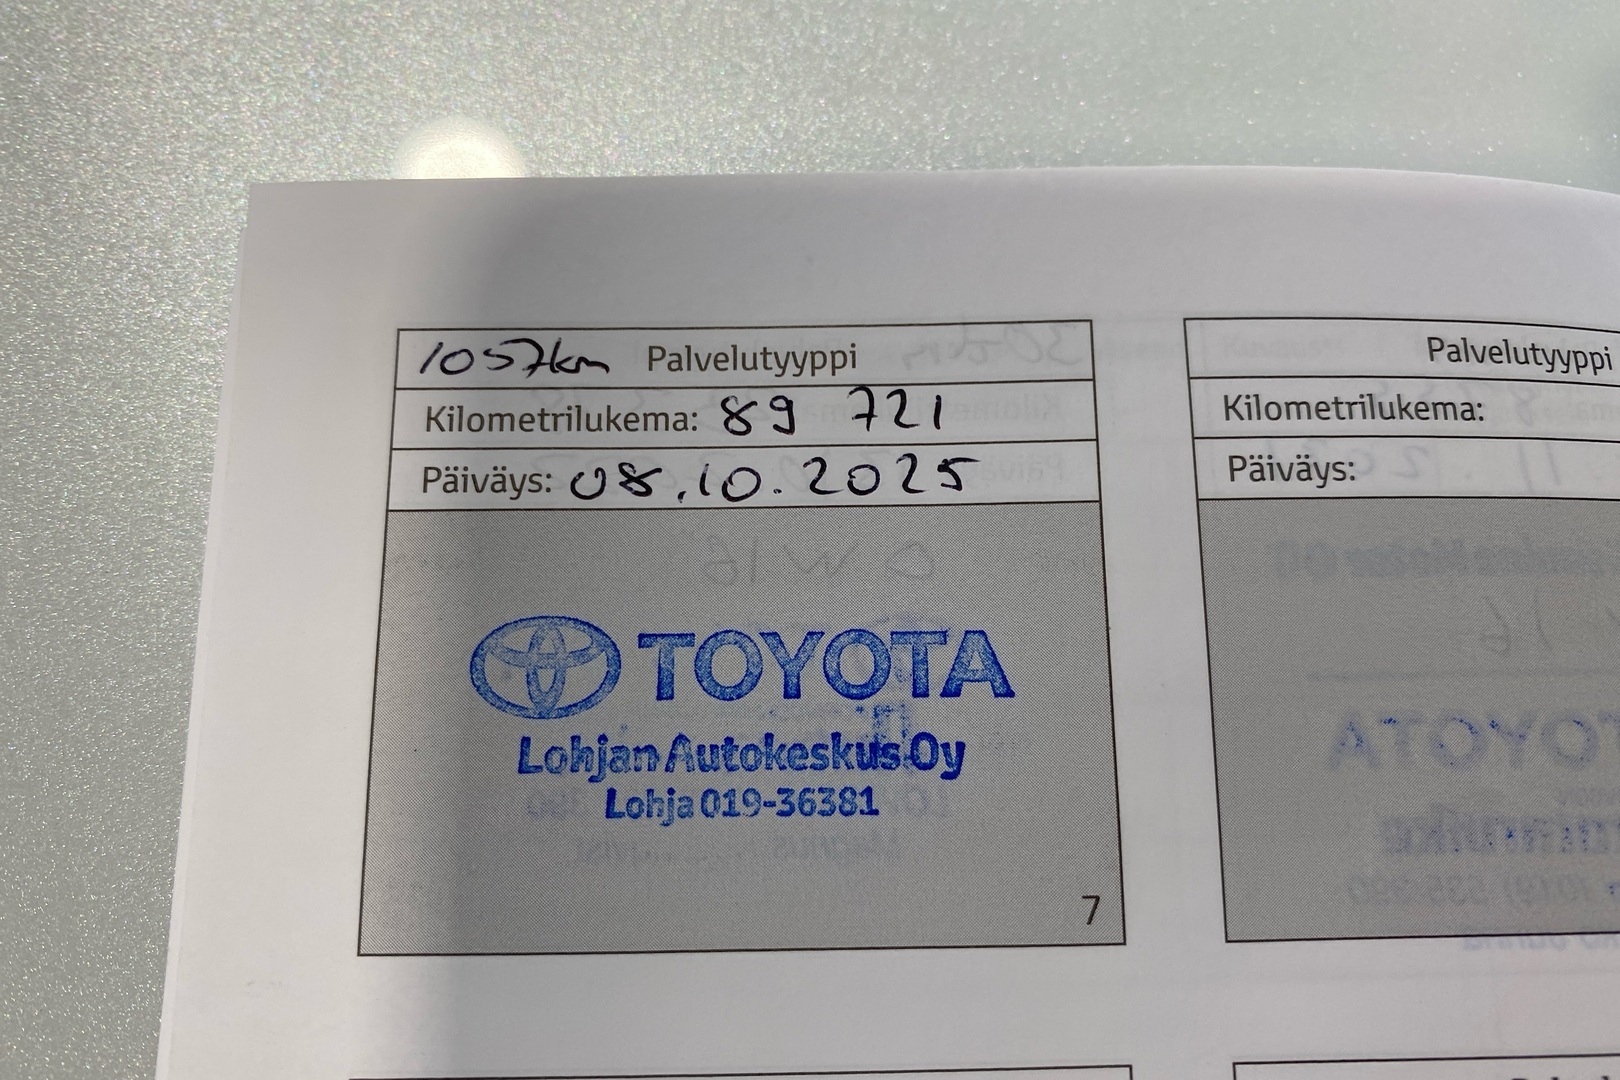 1057km Palvelutyyppi
Kilometrilukema: 89 721
Päiväys: 08.10.2025
TOYOTA
Lohjan Autokeskus Oy
Lohja 019-36381
7
Palvelutyyppi
Kilometrilukema:
Päiväys: